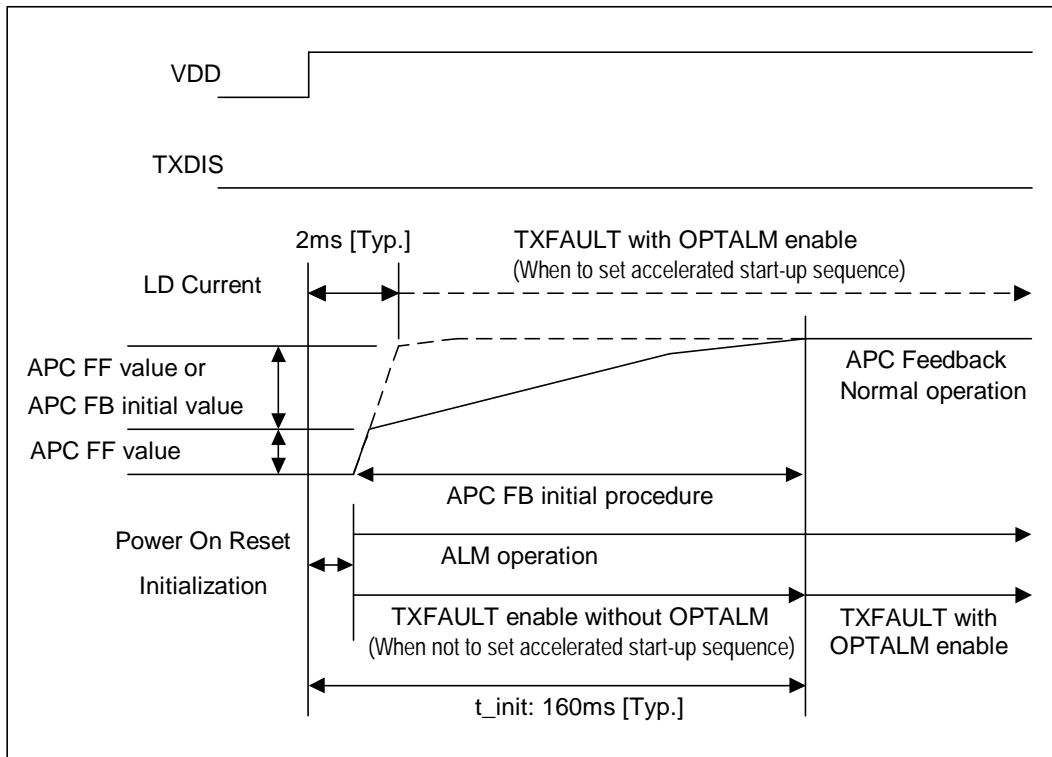 VDD
TXDIS
2ms [Typ.]
TXFAULT with OPTALM enable
(When to set accelerated start-up sequence)
LD Current
APC FF value or
APC FB initial value
APC FF value
APC Feedback
Normal operation
APC FB initial procedure
Power On Reset
Initialization
ALM operation
TXFAULT enable without OPTALM
(When not to set accelerated start-up sequence)
TXFAULT with
OPTALM enable
t_init: 160ms [Typ.]